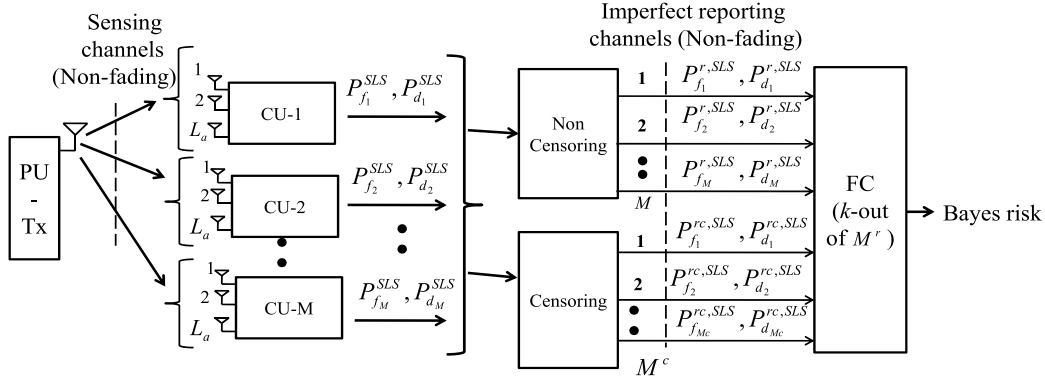 Sensing
channels
(Non-fading)
PU
-
Tx
1
2
L_a
CU-1
P_{f_1}^{SLS}, P_{d_1}^{SLS}
1
2
L_a
CU-2
P_{f_2}^{SLS}, P_{d_2}^{SLS}
1
2
L_a
CU-M
P_{f_M}^{SLS}, P_{d_M}^{SLS}
Imperfect reporting
channels (Non-fading)
Non
Censoring
1 P_{f_1}^{r,SLS}, P_{d_1}^{r,SLS}
2 P_{f_2}^{r,SLS}, P_{d_2}^{r,SLS}
M P_{f_M}^{r,SLS}, P_{d_M}^{r,SLS}
Censoring
1 P_{f_1}^{rc,SLS}, P_{d_1}^{rc,SLS}
2 P_{f_2}^{rc,SLS}, P_{d_2}^{rc,SLS}
P_{f_{Mc}}^{rc,SLS}, P_{d_{Mc}}^{rc,SLS}
M^c
FC
(k-out
of M^r)
Bayes risk